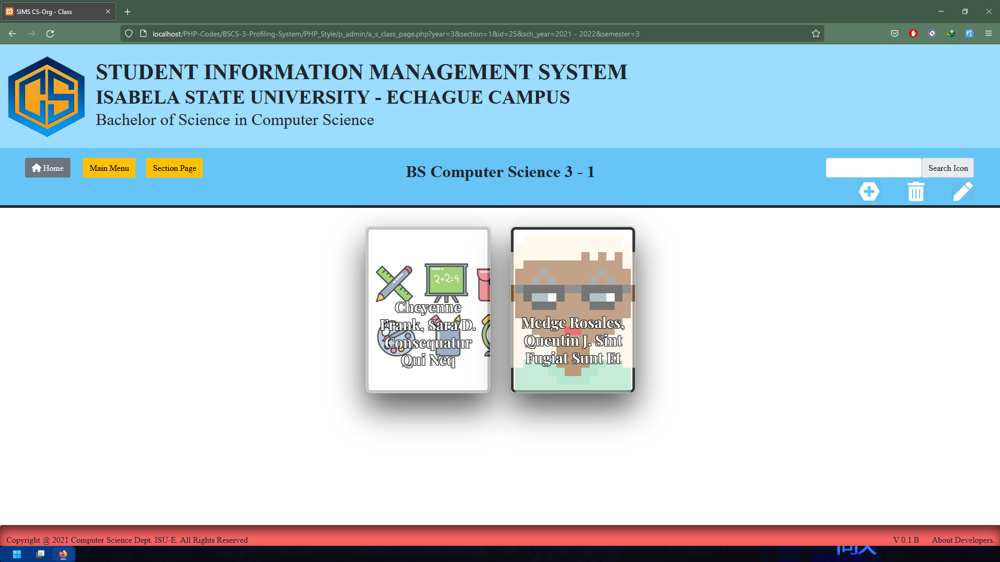 SIMS CS-Org - Class
localhost/PHP-Codes/BSCS-3-Profiling-System/PHP_Style/p_admin/a_s_class_page.php?year=3&section=1&id=25&sch_year=2021 - 2022&semester=3
CS
STUDENT INFORMATION MANAGEMENT SYSTEM
ISABELA STATE UNIVERSITY - ECHAGUE CAMPUS
Bachelor of Science in Computer Science
Home
Main Menu
Section Page
BS Computer Science 3 - 1
Search Icon
2+2=4
Cheyenne
Frank, Sara D.
Consequatur
Qui Neq
Medge Rosales,
Quentin J. Sint
Fugiat Sunt Et
Copyright @ 2021 Computer Science Dept. ISU-E. All Rights Reserved
V 0.1 B
About Developers.